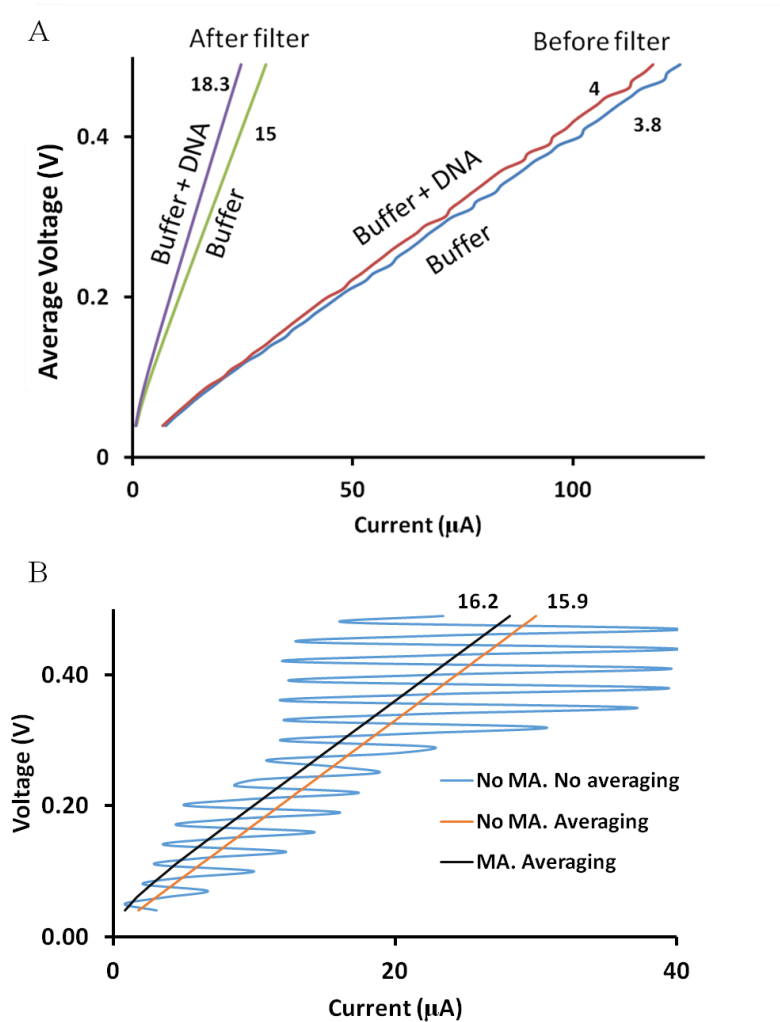 A
After filter
Before filter
18.3
15
4
3.8
Buffer + DNA
Buffer
Buffer + DNA
Buffer
Average Voltage (V)
0.4
0.2
0
0
50
100
Current (μA)
B
16.2
15.9
Voltage (V)
0.40
0.20
0.00
No MA. No averaging
No MA. Averaging
MA. Averaging
0
20
40
Current (μA)